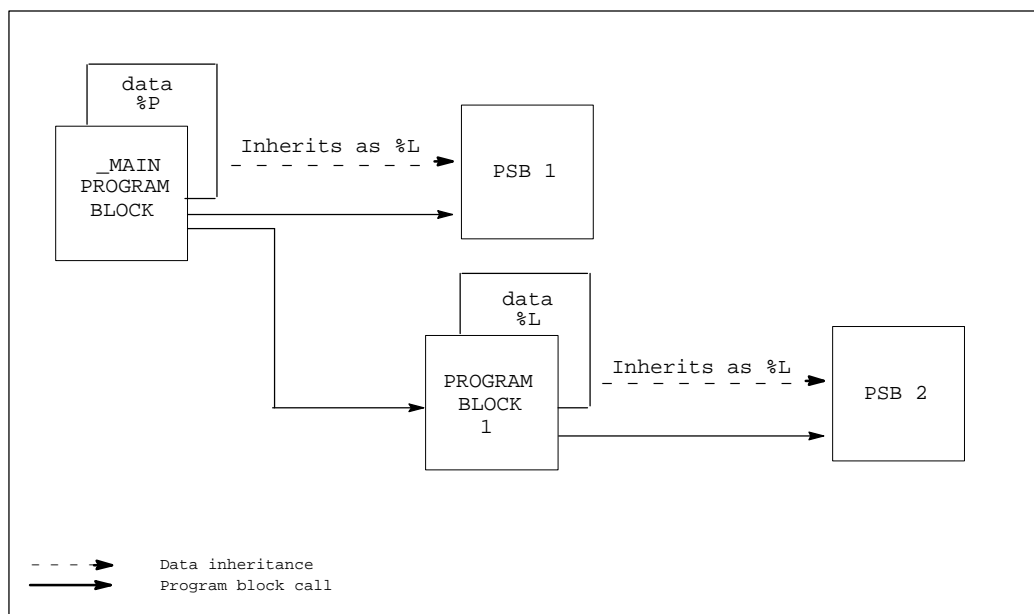 data
%P
_MAIN
PROGRAM
BLOCK
Inherits as %L
PSB 1
data
%L
PROGRAM
BLOCK
1
Inherits as %L
PSB 2
Data inheritance
Program block call